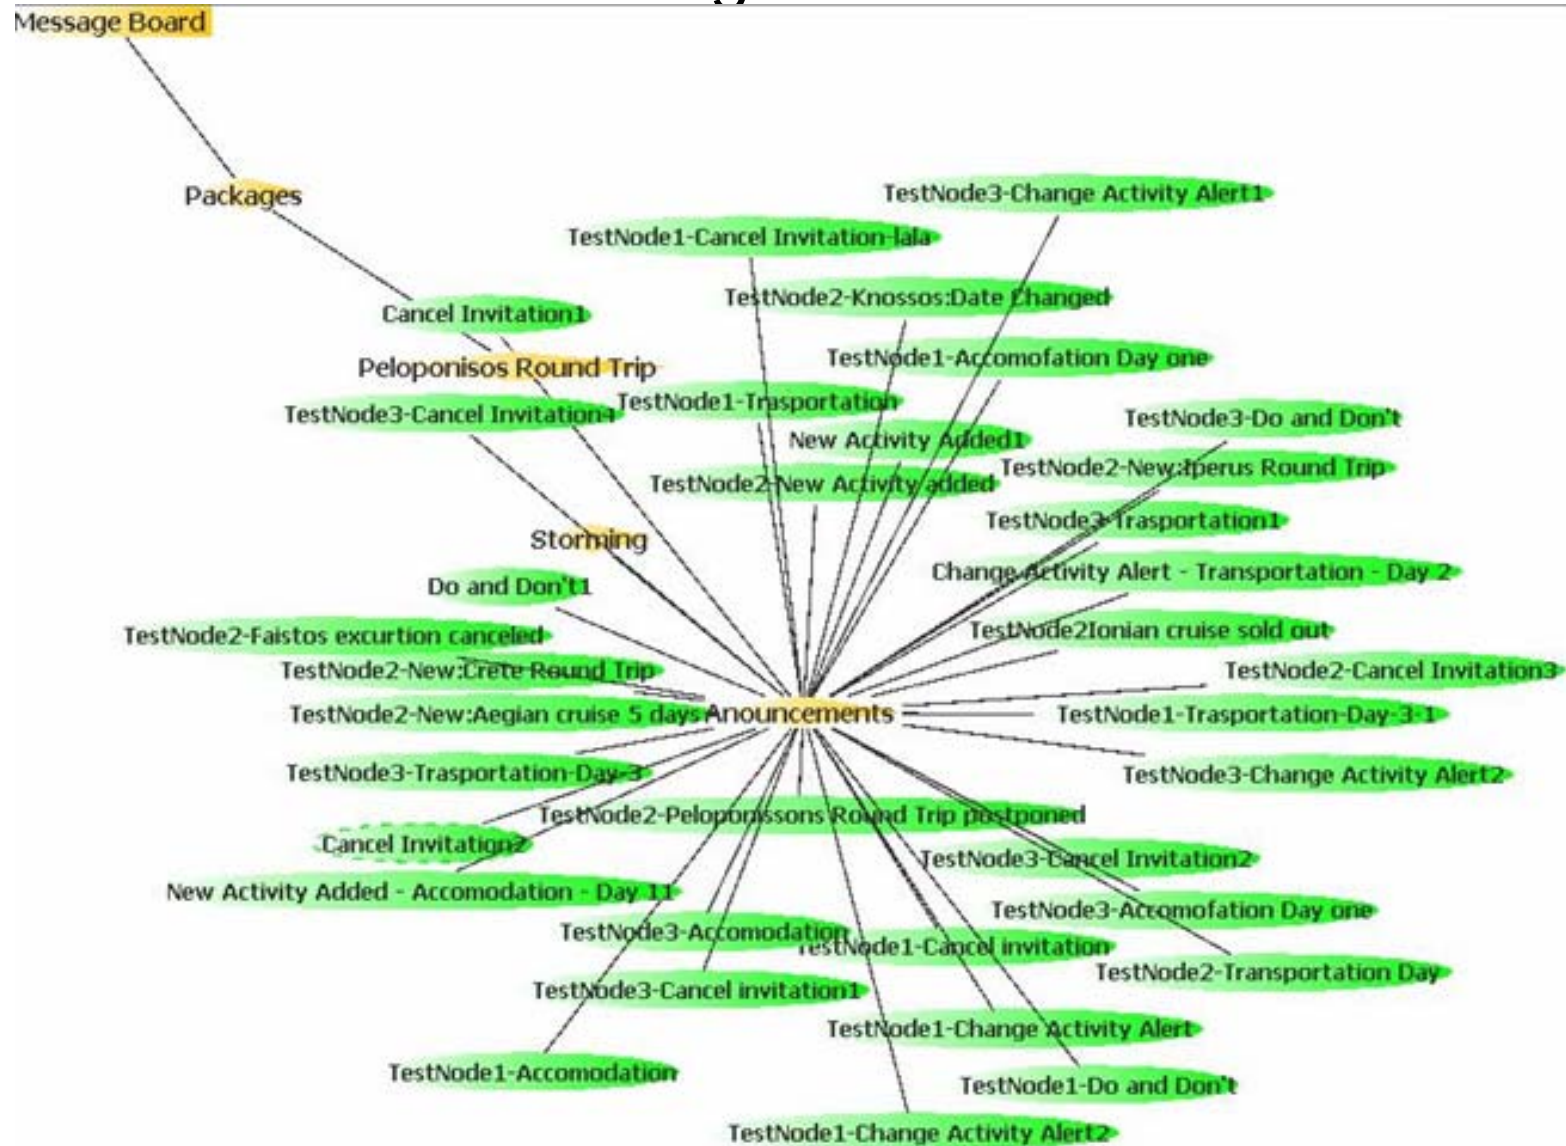 Message Board
Packages
TestNode3-Change Activity Alert1
TestNode1-Cancel Invitation-lala
TestNode2-Knossos:Date Changed
Cancel Invitation1
TestNode1-Accomofation Day one
Peloponisos Round Trip
TestNode1-Trasportation
TestNode3-Cancel Invitation4
TestNode3-Do and Don't
New Activity Added1
TestNode2-New:Iperus Round Trip
TestNode2-New Activity added
TestNode3-Trasportation1
Storming
Change Activity Alert - Transportation - Day 2
Do and Don't1
TestNode2Ionian cruise sold out
TestNode2-Faistos excurtion canceled
TestNode2-New:Crete Round Trip
TestNode2-Cancel Invitation3
TestNode2-New:Aegian cruise 5 days
Anouncements
TestNode1-Trasportation-Day-3-1
TestNode3-Trasportation-Day-3
TestNode3-Change Activity Alert2
TestNode2-Peloponissons Round Trip postponed
Cancel Invitation2
TestNode3-Cancel Invitation2
New Activity Added - Accomodation - Day 11
TestNode3-Accomofation Day one
TestNode3-Accomodation
TestNode1-Cancel invitation
TestNode2-Transportation Day
TestNode3-Cancel invitation1
TestNode1-Change Activity Alert
TestNode1-Accomodation
TestNode1-Do and Don't
TestNode1-Change Activity Alert2